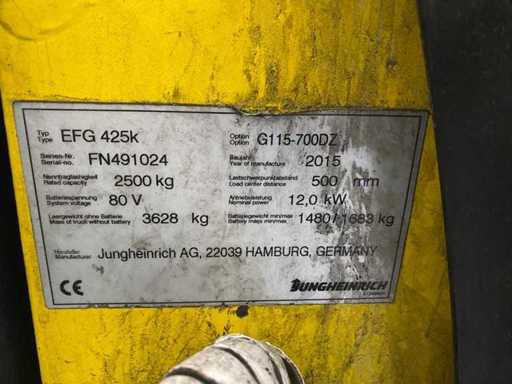 Typ
Type EFG 425k Option
Option G115-700DZ
Serien-Nr.
Serial-no. FN491024 Baujahr
Year of manufacture 2015
Nenntragfähigkeit
Rated capacity 2500 kg Lastschwerpunktabstand
Load center distance 500 mm
Batteriespannung
System voltage 80 V Antriebsleistung
Nominal power 12,0 kW
Leergewicht ohne Batterie
Mass of truck without battery 3628 kg Batteriegewicht min/max
Battery mass min/max 1480/1683 kg
Hersteller
Manufacturer Jungheinrich AG, 22039 HAMBURG, GERMANY
CE JUNGHEINRICH